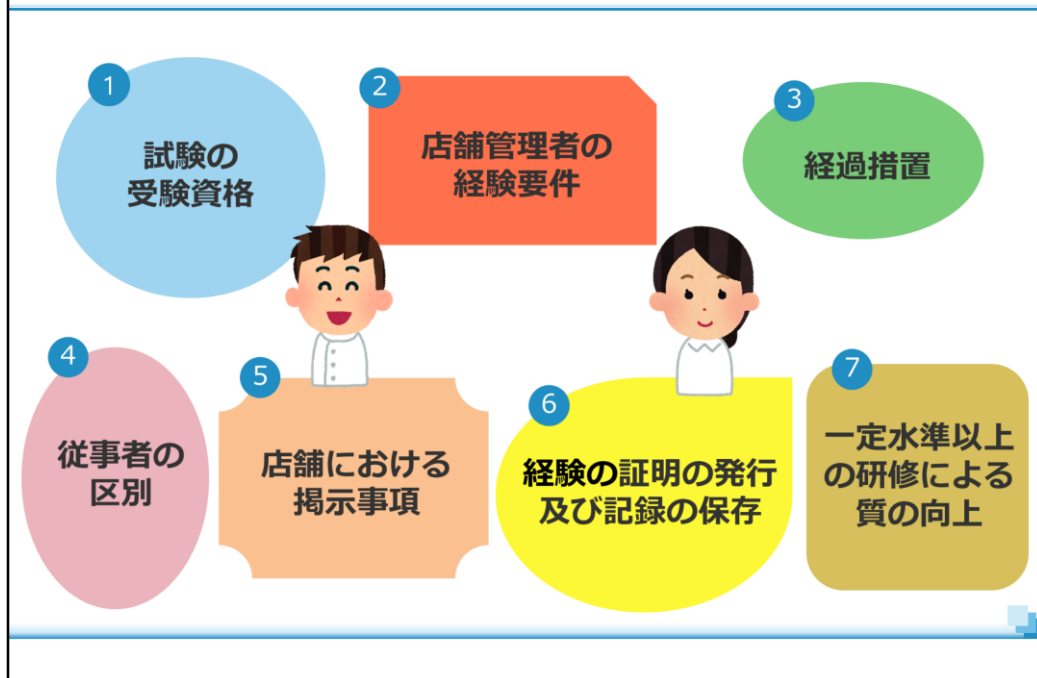 1
試験の
受験資格
2
店舗管理者の
経験要件
3
経過措置
4
従事者の
区別
5
店舗における
掲示事項
6
経験の証明の発行
及び記録の保存
7
一定水準以上
の研修による
質の向上